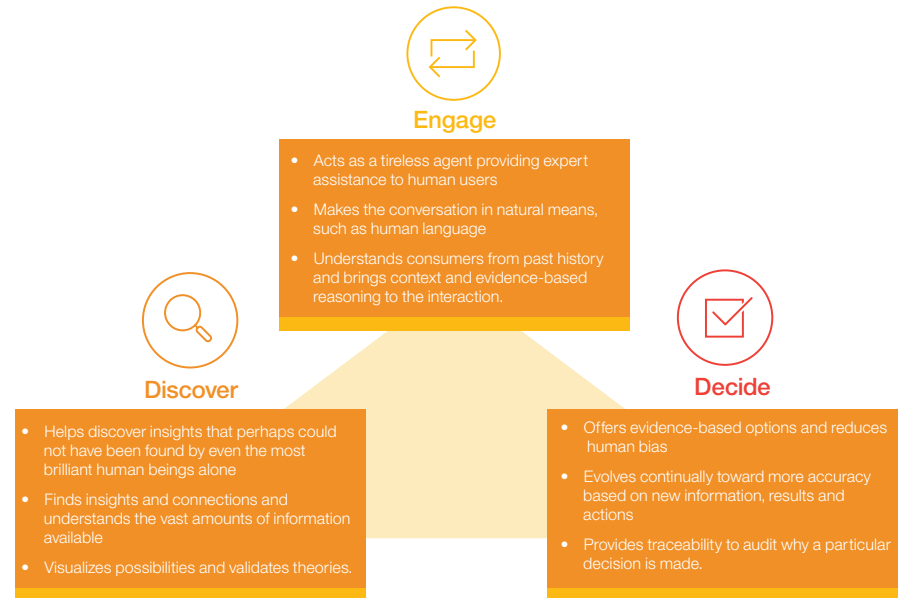 Engage
• Acts as a tireless agent providing expert
assistance to human users
• Makes the conversation in natural means,
such as human language
• Understands consumers from past history
and brings context and evidence-based
reasoning to the interaction.
Discover
• Helps discover insights that perhaps could
not have been found by even the most
brilliant human beings alone
• Finds insights and connections and
understands the vast amounts of information
available
• Visualizes possibilities and validates theories.
Decide
• Offers evidence-based options and reduces
human bias
• Evolves continually toward more accuracy
based on new information, results and
actions
• Provides traceability to audit why a particular
decision is made.